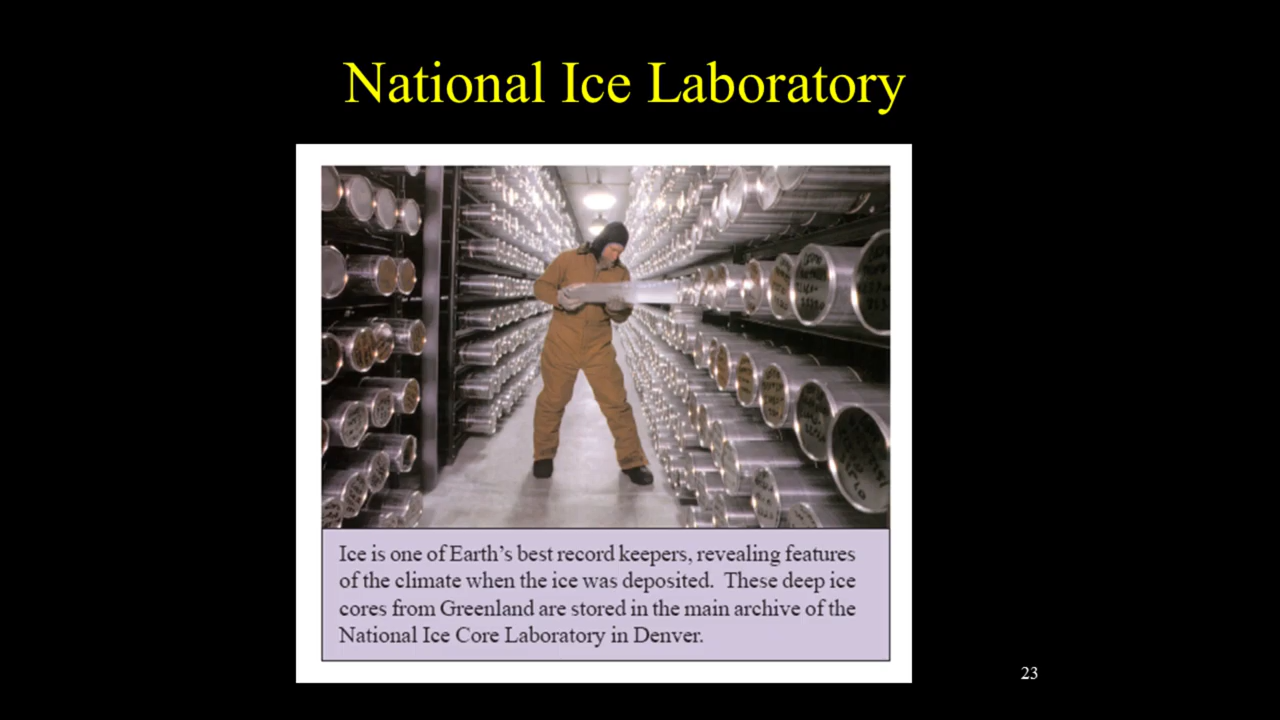 National Ice Laboratory
Ice is one of Earth's best record keepers, revealing features
of the climate when the ice was deposited. These deep ice
cores from Greenland are stored in the main archive of the
National Ice Core Laboratory in Denver.
23